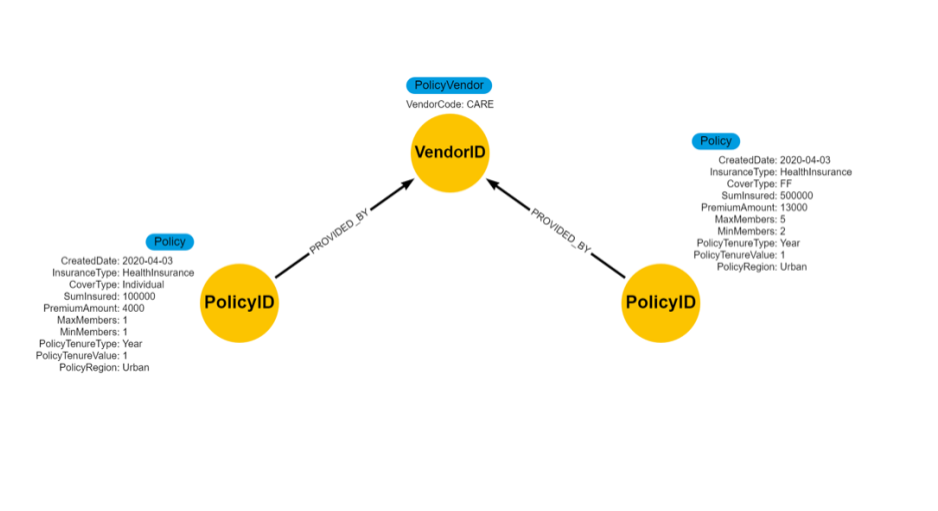 PolicyVendor
VendorCode: CARE
VendorID
PROVIDED_BY
PROVIDED_BY
Policy
CreatedDate: 2020-04-03
InsuranceType: HealthInsurance
CoverType: Individual
SumInsured: 100000
PremiumAmount: 4000
MaxMembers: 1
MinMembers: 1
PolicyTenureType: Year
PolicyTenureValue: 1
PolicyRegion: Urban
PolicyID
Policy
CreatedDate: 2020-04-03
InsuranceType: HealthInsurance
CoverType: FF
SumInsured: 500000
PremiumAmount: 13000
MaxMembers: 5
MinMembers: 2
PolicyTenureType: Year
PolicyTenureValue: 1
PolicyRegion: Urban
PolicyID